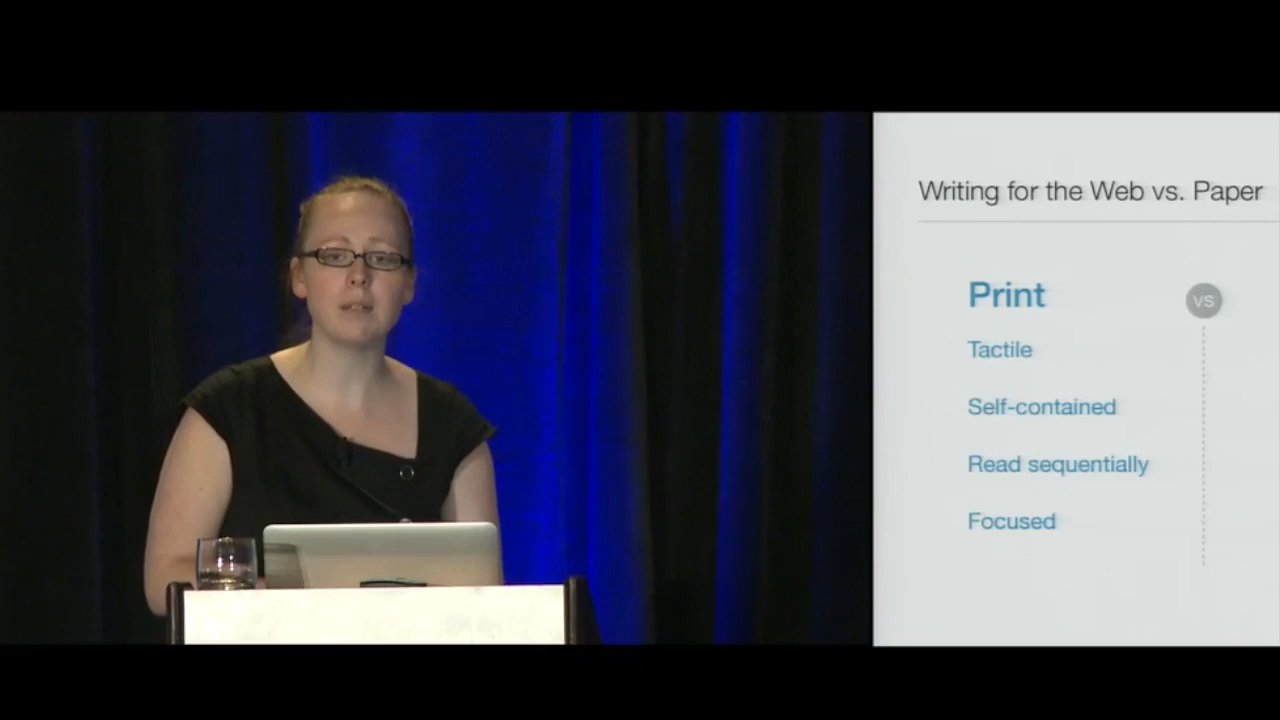 Writing for the Web vs. Paper
Print
vs
Tactile
Self-contained
Read sequentially
Focused